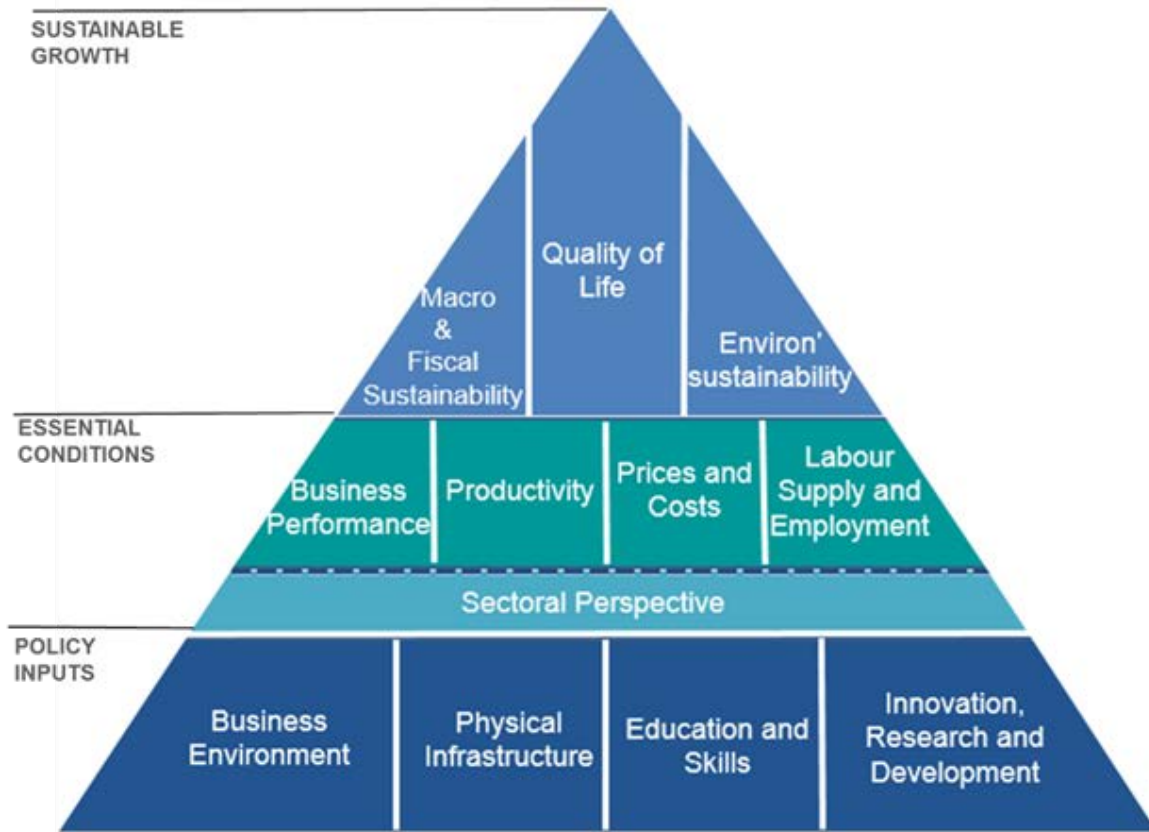 SUSTAINABLE
GROWTH
Quality of
Life
Macro
&
Fiscal
Sustainability
Environ'
sustainability
ESSENTIAL
CONDITIONS
Business
Performance
Productivity
Prices and
Costs
Labour
Supply and
Employment
Sectoral Perspective
POLICY
INPUTS
Business
Environment
Physical
Infrastructure
Education and
Skills
Innovation,
Research and
Development